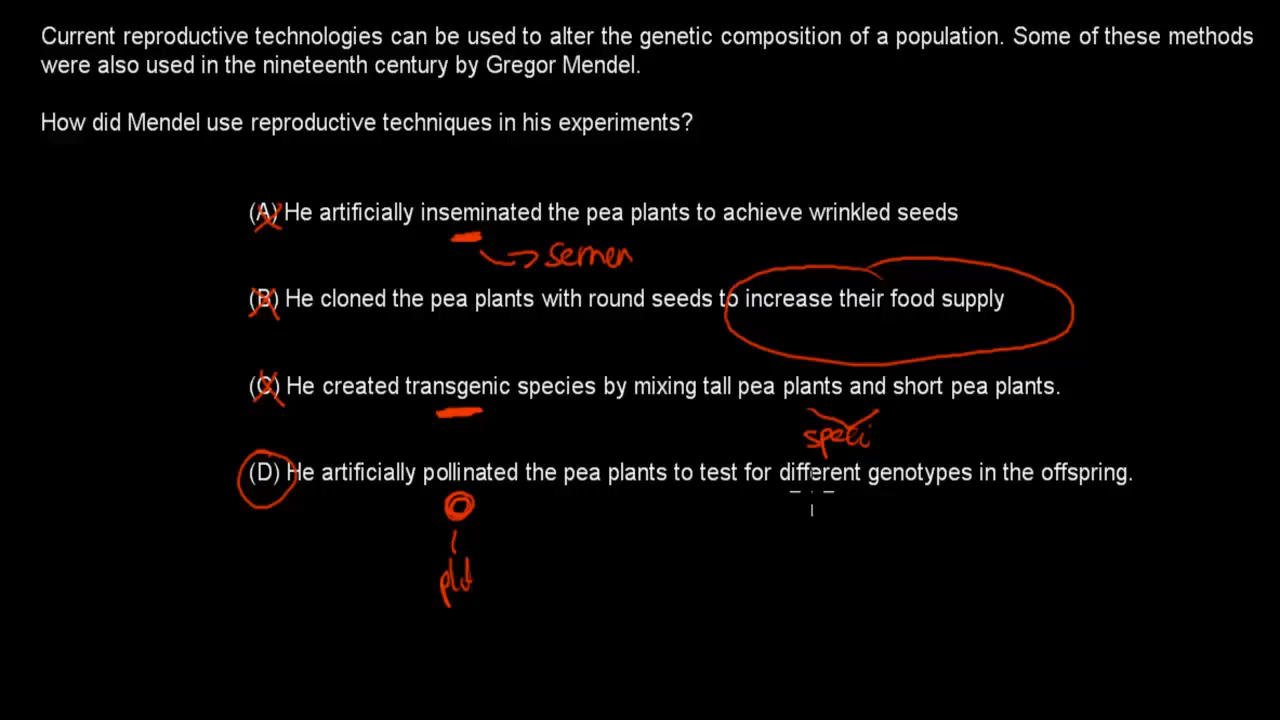 Current reproductive technologies can be used to alter the genetic composition of a population. Some of these methods
were also used in the nineteenth century by Gregor Mendel.
How did Mendel use reproductive techniques in his experiments?
(A) He artificially inseminated the pea plants to achieve wrinkled seeds
semen
(B) He cloned the pea plants with round seeds to increase their food supply
(C) He created transgenic species by mixing tall pea plants and short pea plants.
speci
(D) He artificially pollinated the pea plants to test for different genotypes in the offspring.